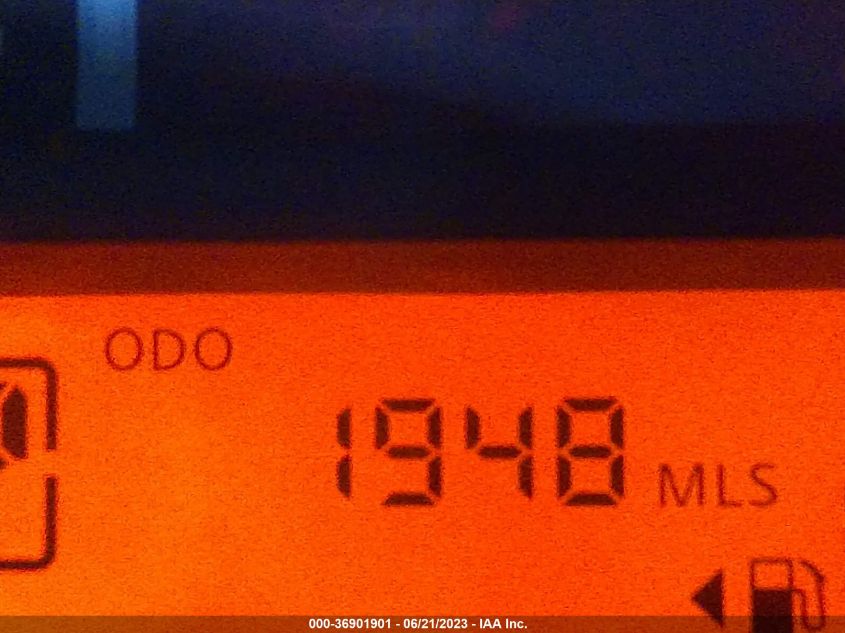 ODO
1948 MLS
000-36901901 - 06/21/2023 - IAA Inc.